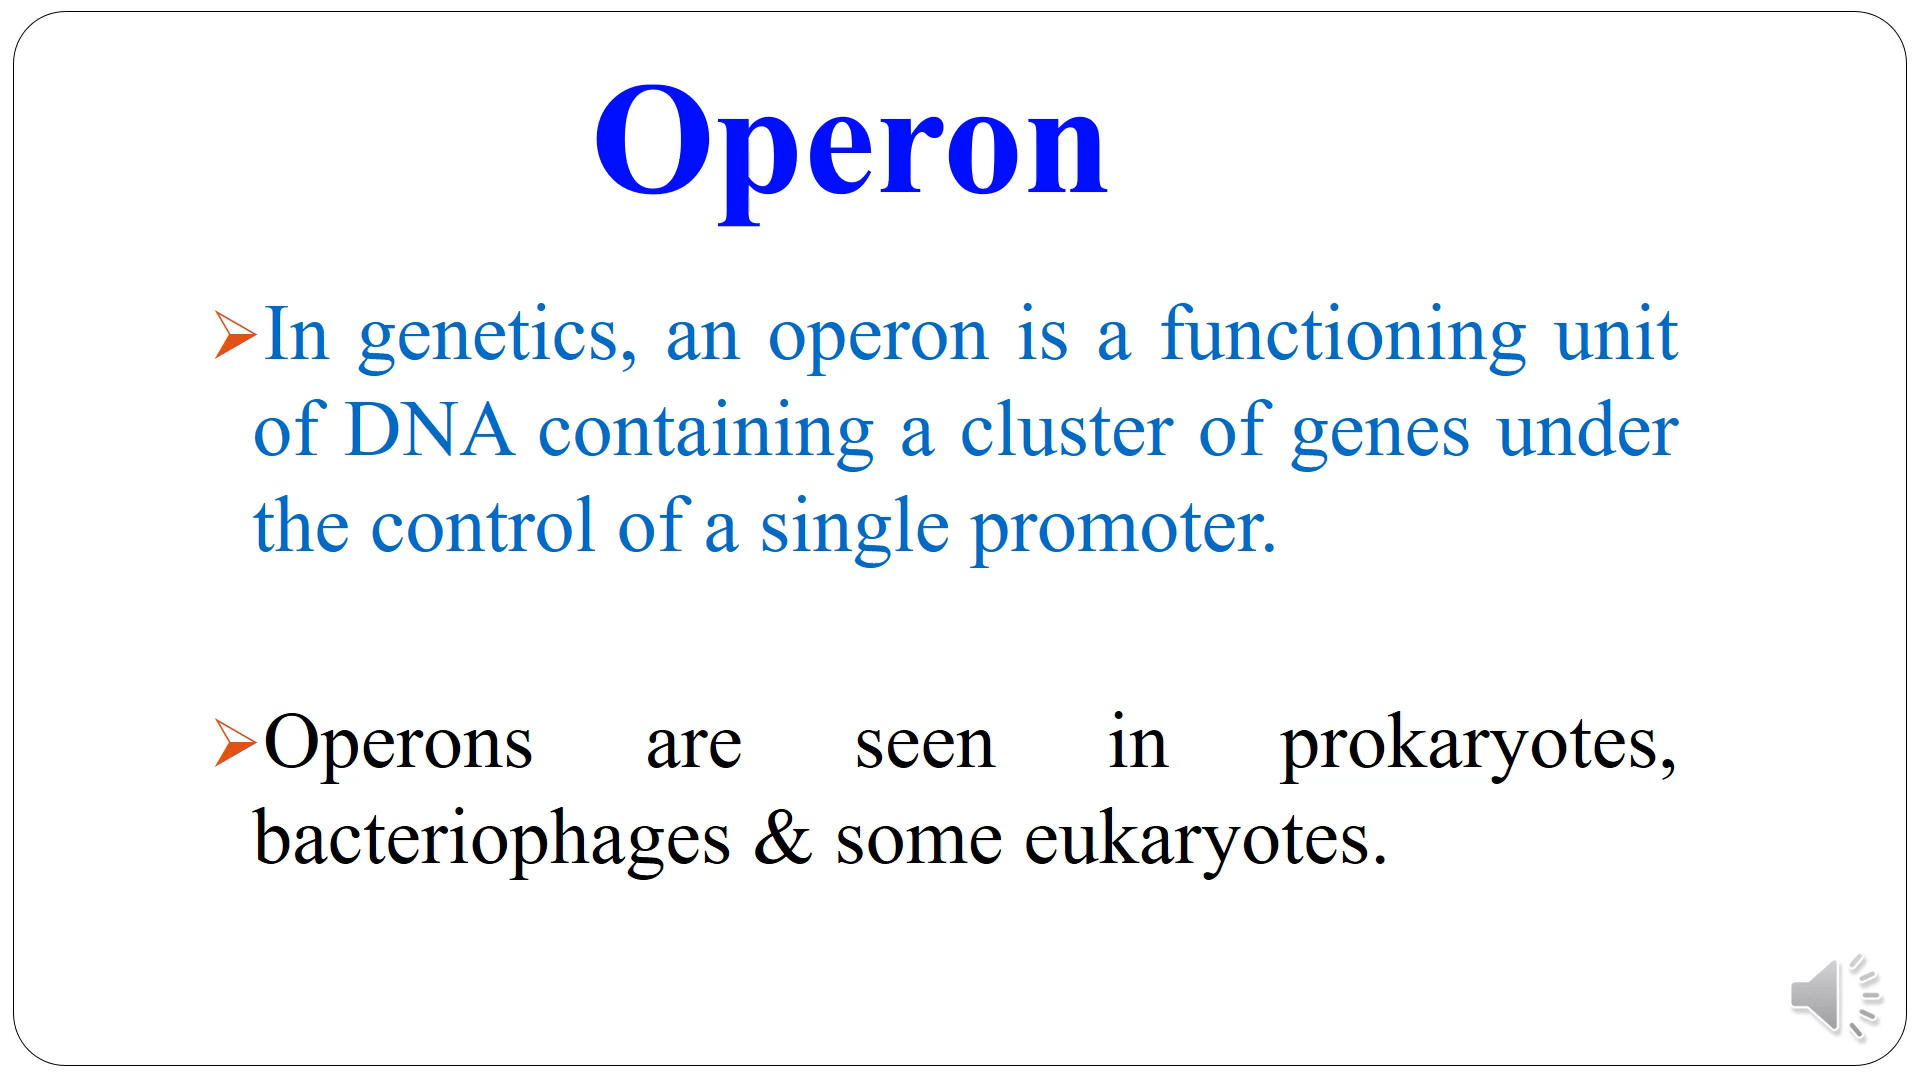 Operon
In genetics, an operon is a functioning unit
of DNA containing a cluster of genes under
the control of a single promoter.
Operons are seen in prokaryotes,
bacteriophages & some eukaryotes.